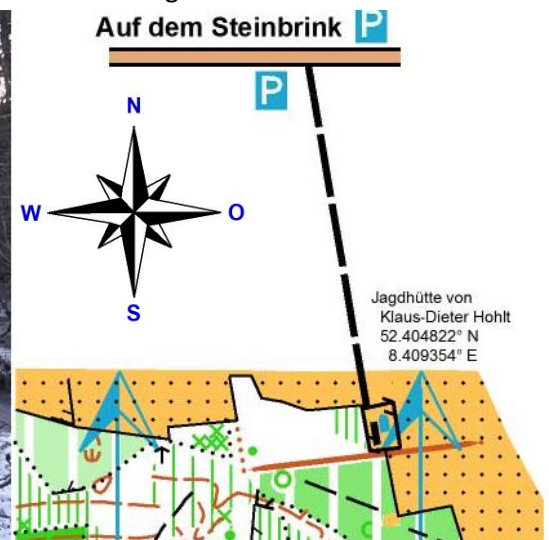 Auf dem Steinbrink P
P
N
W O
S
Jagdhütte von
Klaus-Dieter Hohlt
52.404822° N
8.409354° E